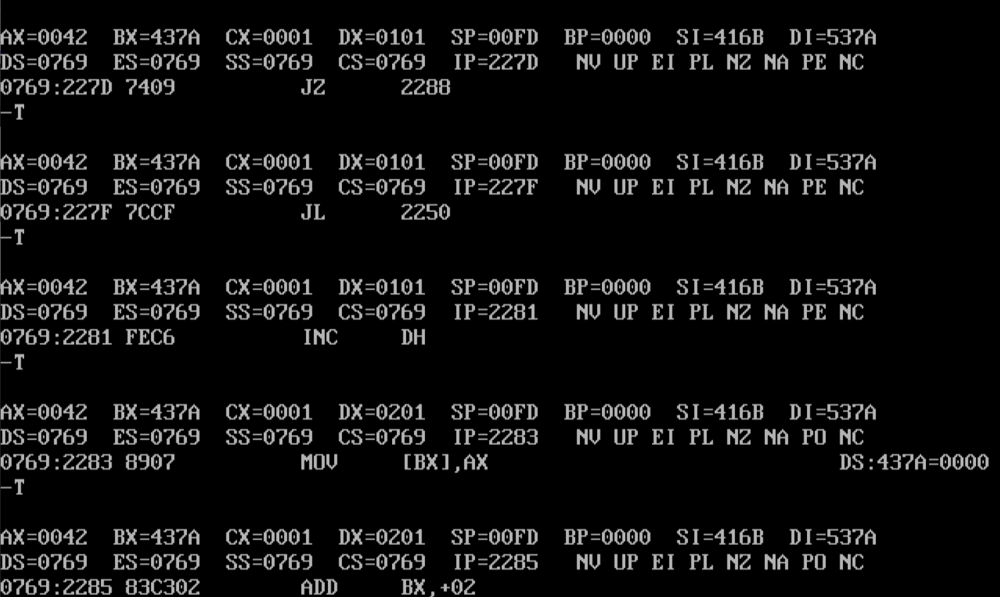 AX=0042  BX=437A  CX=0001  DX=0101  SP=00FD  BP=0000  SI=416B  DI=537A
DS=0769  ES=0769  SS=0769  CS=0769  IP=227D   NV UP EI PL NZ NA PE NC
0769:227D 7409          JZ      2288
-T
AX=0042  BX=437A  CX=0001  DX=0101  SP=00FD  BP=0000  SI=416B  DI=537A
DS=0769  ES=0769  SS=0769  CS=0769  IP=227F   NV UP EI PL NZ NA PE NC
0769:227F 7CCF          JL      2250
-T
AX=0042  BX=437A  CX=0001  DX=0101  SP=00FD  BP=0000  SI=416B  DI=537A
DS=0769  ES=0769  SS=0769  CS=0769  IP=2281   NV UP EI PL NZ NA PE NC
0769:2281 FEC6          INC     DH
-T
AX=0042  BX=437A  CX=0001  DX=0201  SP=00FD  BP=0000  SI=416B  DI=537A
DS=0769  ES=0769  SS=0769  CS=0769  IP=2283   NV UP EI PL NZ NA PO NC
0769:2283 8907          MOV     [BX],AX                            DS:437A=0000
-T
AX=0042  BX=437A  CX=0001  DX=0201  SP=00FD  BP=0000  SI=416B  DI=537A
DS=0769  ES=0769  SS=0769  CS=0769  IP=2285   NV UP EI PL NZ NA PO NC
0769:2285 83C302        ADD     BX,+02